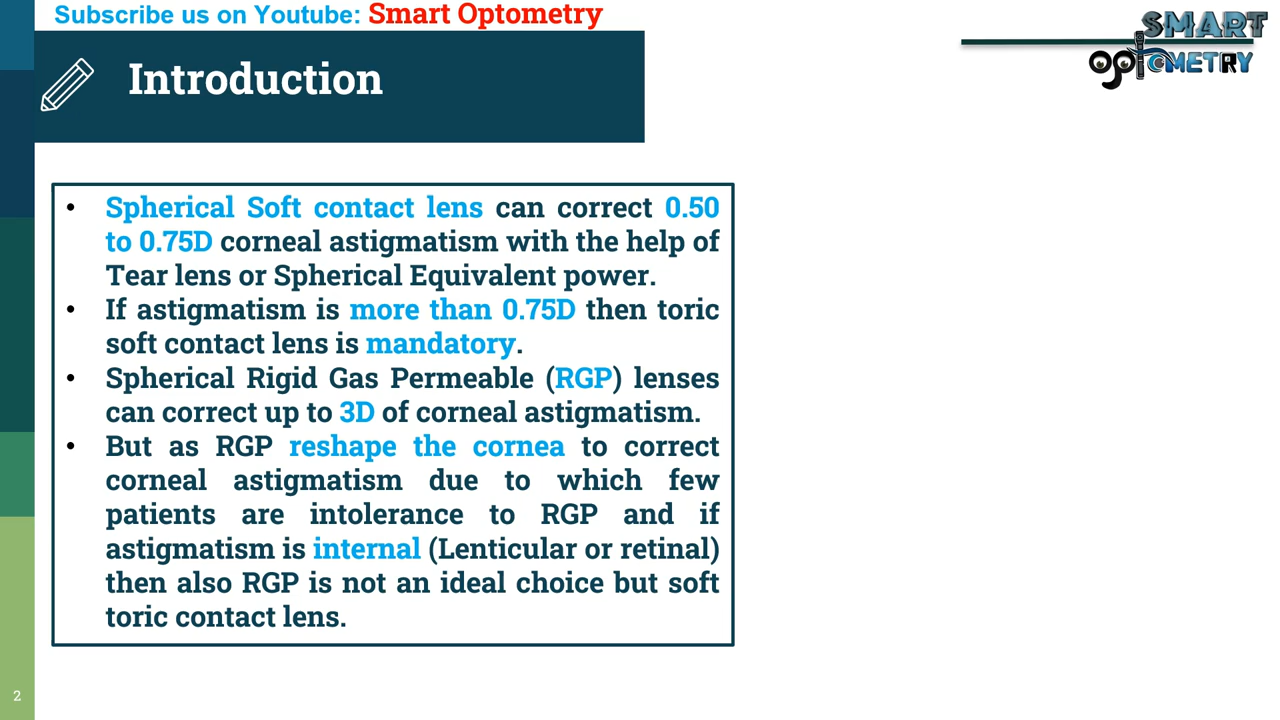 Subscribe us on Youtube: Smart Optometry
SMART
OPTOMETRY
Introduction
• Spherical Soft contact lens can correct 0.50
to 0.75D corneal astigmatism with the help of
Tear lens or Spherical Equivalent power.
• If astigmatism is more than 0.75D then toric
soft contact lens is mandatory.
• Spherical Rigid Gas Permeable (RGP) lenses
can correct up to 3D of corneal astigmatism.
• But as RGP reshape the cornea to correct
corneal astigmatism due to which few
patients are intolerance to RGP and if
astigmatism is internal (Lenticular or retinal)
then also RGP is not an ideal choice but soft
toric contact lens.
2